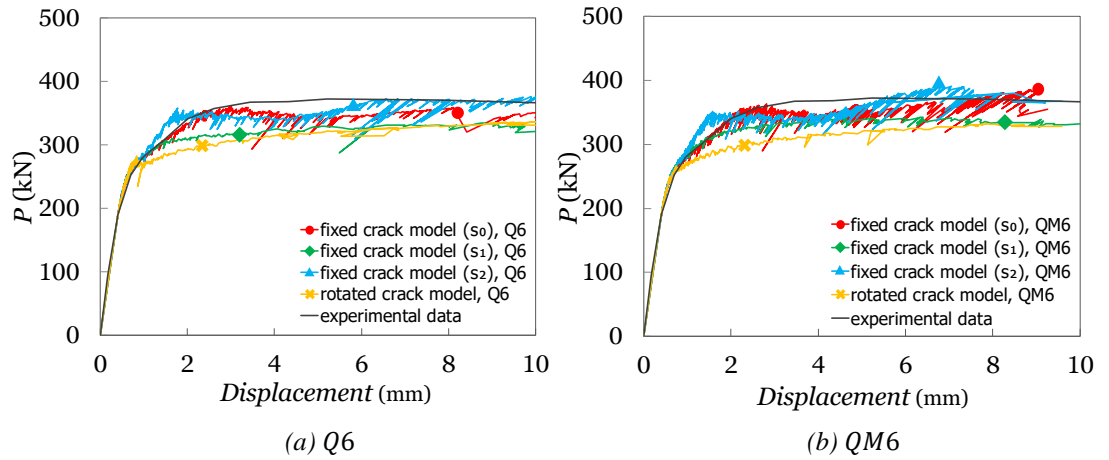 500
400
300
200
100
0
P (kN)
fixed crack model (s₀), Q6
fixed crack model (s₁), Q6
fixed crack model (s₂), Q6
rotated crack model, Q6
experimental data
0 2 4 6 8 10
Displacement (mm)
(a) Q6
500
400
300
200
100
0
P (kN)
fixed crack model (s₀), QM6
fixed crack model (s₁), QM6
fixed crack model (s₂), QM6
rotated crack model, QM6
experimental data
0 2 4 6 8 10
Displacement (mm)
(b) QM6